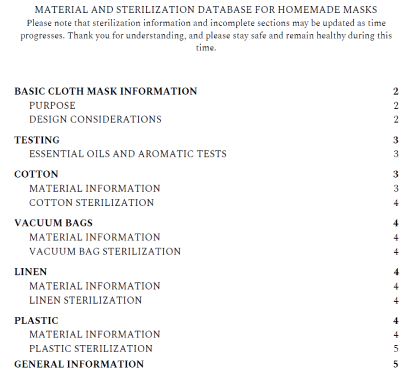 MATERIAL AND STERILIZATION DATABASE FOR HOMEMADE MASKS
Please note that sterilization information and incomplete sections may be updated as time
progresses. Thank you for understanding, and please stay safe and remain healthy during this
time.
BASIC CLOTH MASK INFORMATION 2
PURPOSE 2
DESIGN CONSIDERATIONS 2
TESTING 3
ESSENTIAL OILS AND AROMATIC TESTS 3
COTTON 3
MATERIAL INFORMATION 3
COTTON STERILIZATION 4
VACUUM BAGS 4
MATERIAL INFORMATION 4
VACUUM BAG STERILIZATION 4
LINEN 4
MATERIAL INFORMATION 4
LINEN STERILIZATION 4
PLASTIC 4
MATERIAL INFORMATION 4
PLASTIC STERILIZATION 5
GENERAL INFORMATION 5